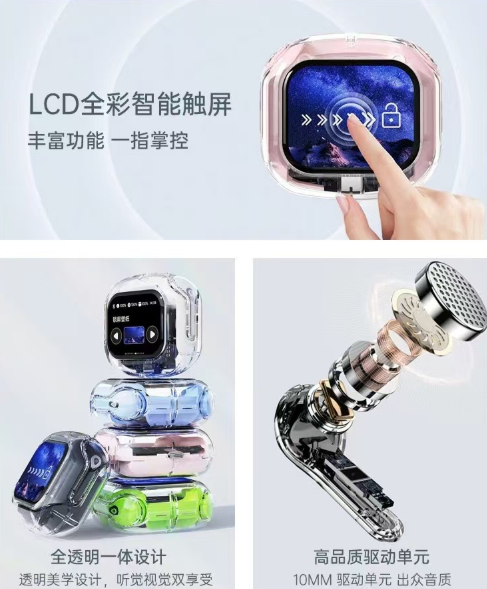 LCD全彩智能触屏
丰富功能 一指掌控
全透明一体设计
透明美学设计，听觉视觉双享受
高品质驱动单元
10MM 驱动单元 出众音质